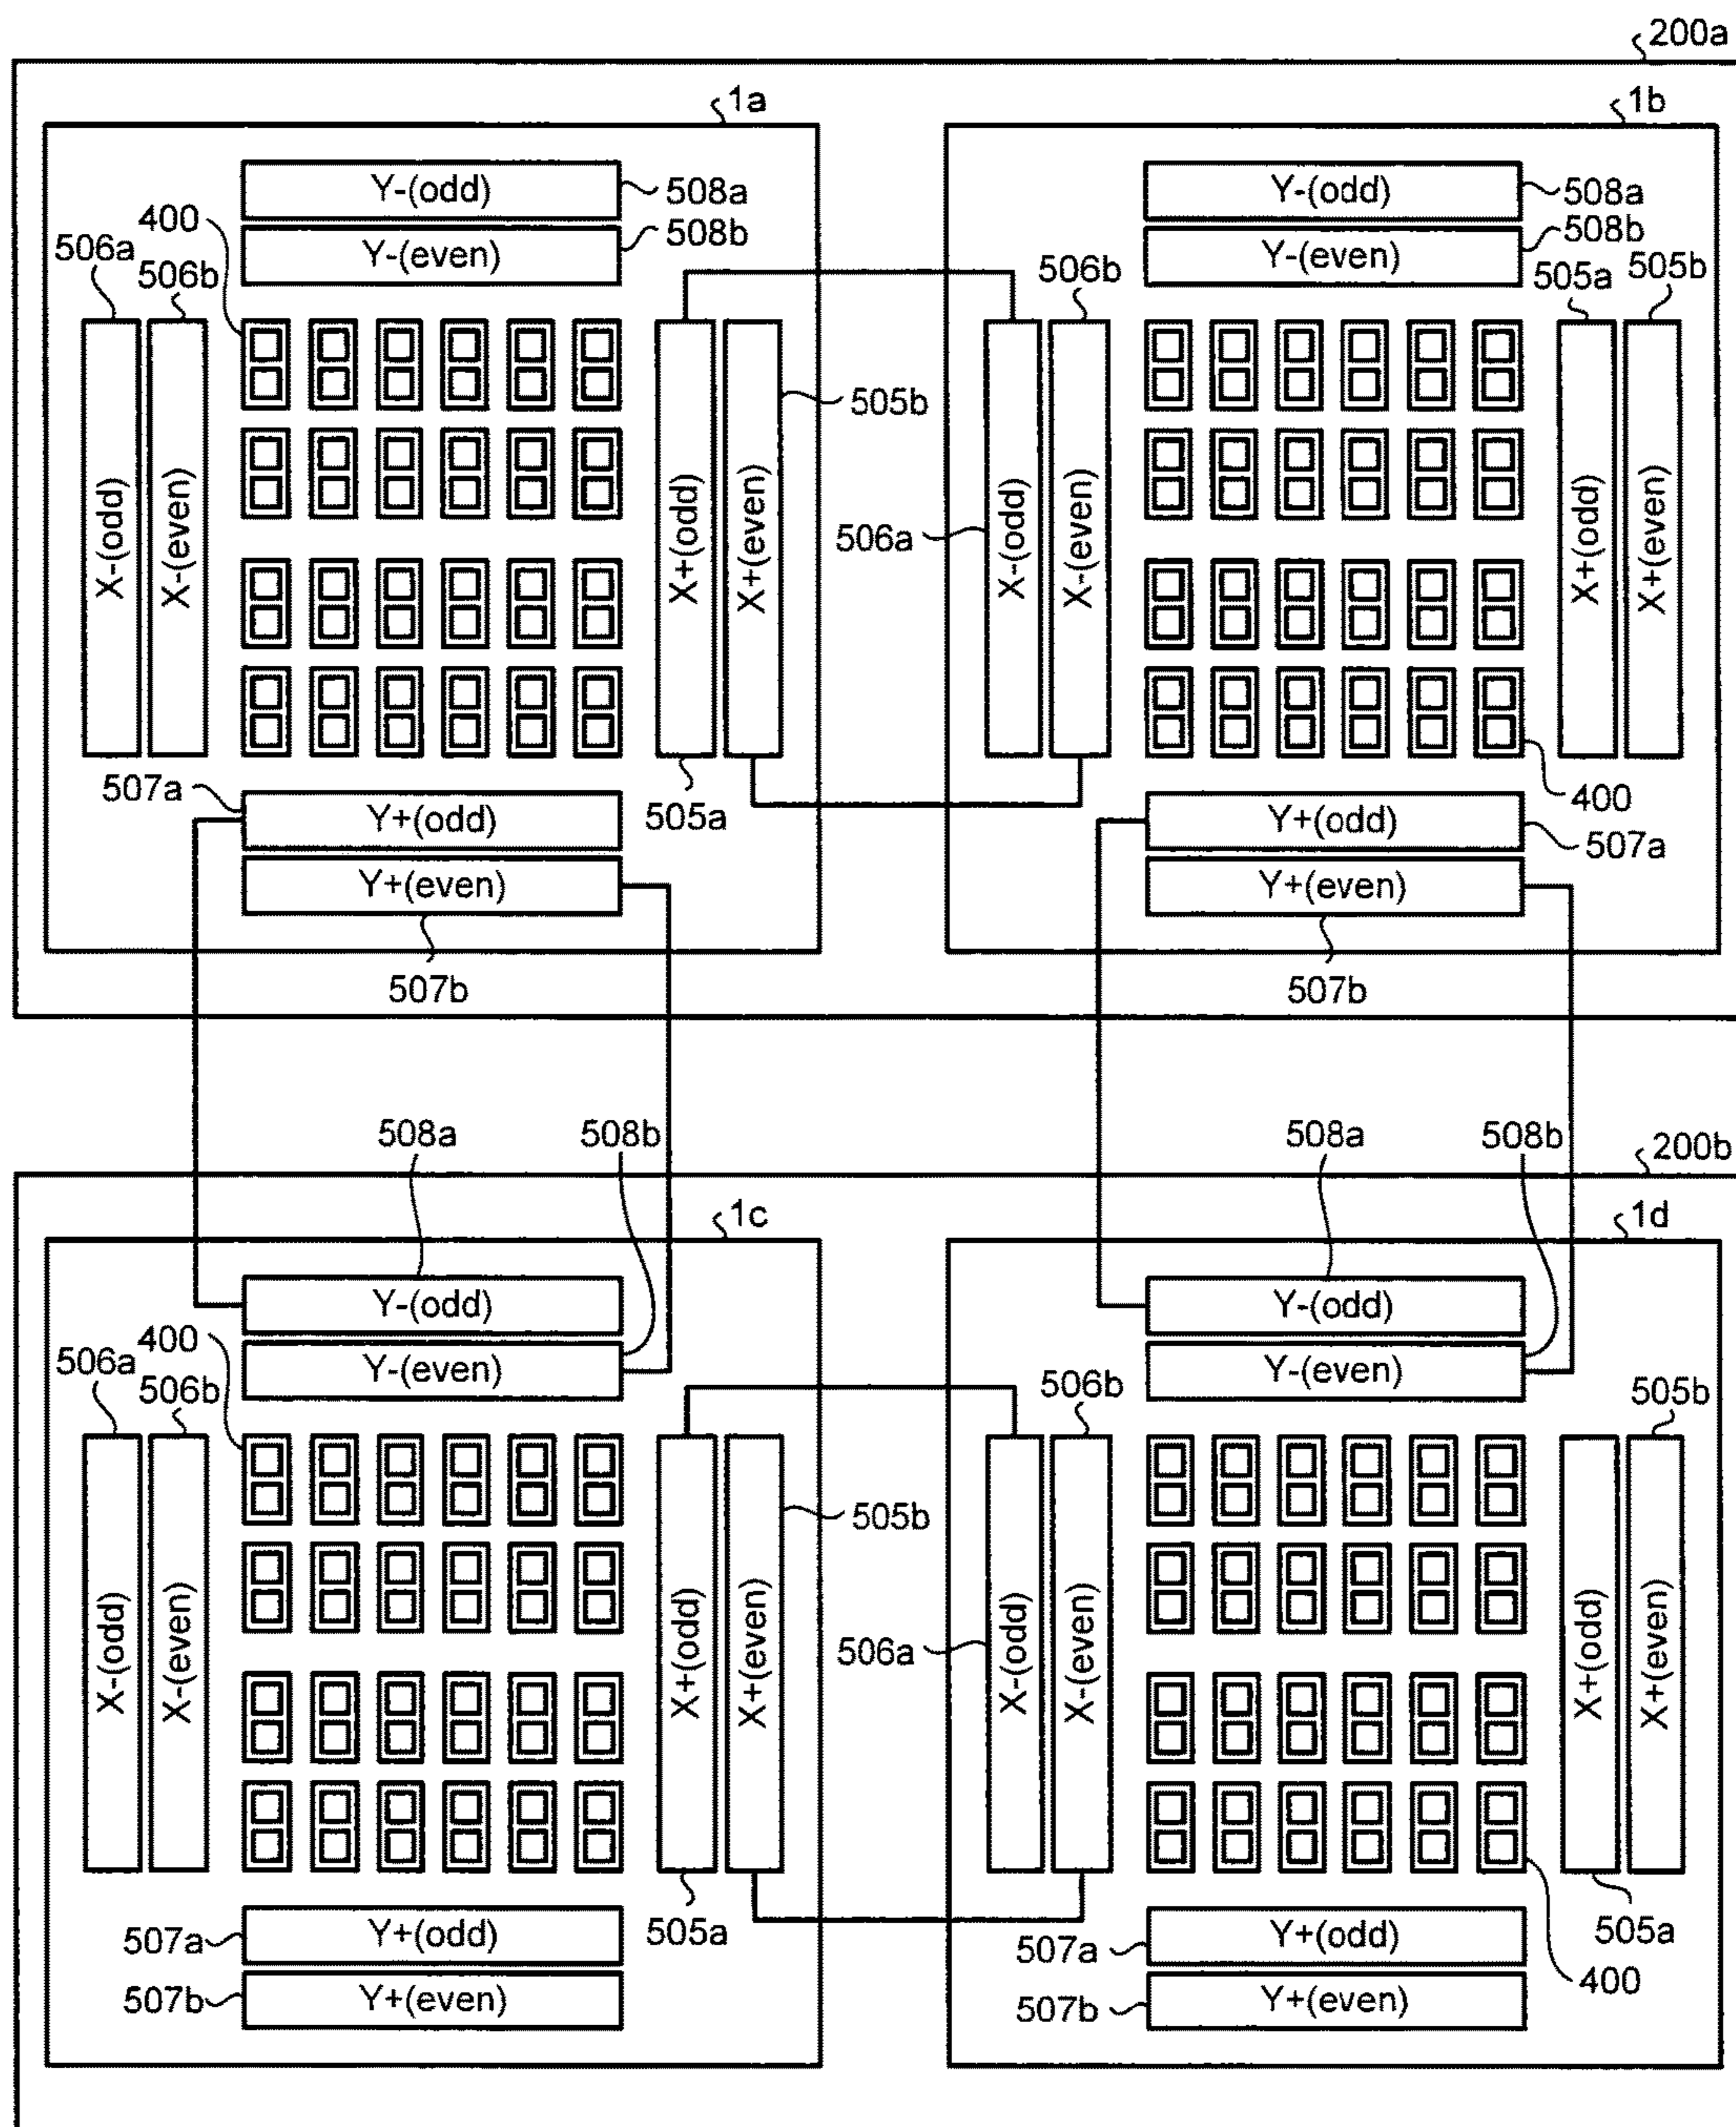 200a
1a
1b
Y-(odd)
508a
Y-(odd)
508a
400
Y-(even)
508b
Y-(even)
508b
506a
506b
506b
505a
505b
X-(odd)
X-(even)
X+(odd)
X+(even)
505b
506a
X-(odd)
X-(even)
X+(odd)
X+(even)
507a
Y+(odd)
505a
Y+(odd)
400
507a
Y+(even)
Y+(even)
507b
507b
508a
508b
508a
508b
200b
1c
1d
Y-(odd)
Y-(odd)
400
Y-(even)
Y-(even)
506a
506b
506b
505b
X-(odd)
X-(even)
X+(odd)
X+(even)
505b
506a
X-(odd)
X-(even)
X+(odd)
X+(even)
507a
Y+(odd)
505a
507a
Y+(odd)
505a
400
507b
Y+(even)
507b
Y+(even)